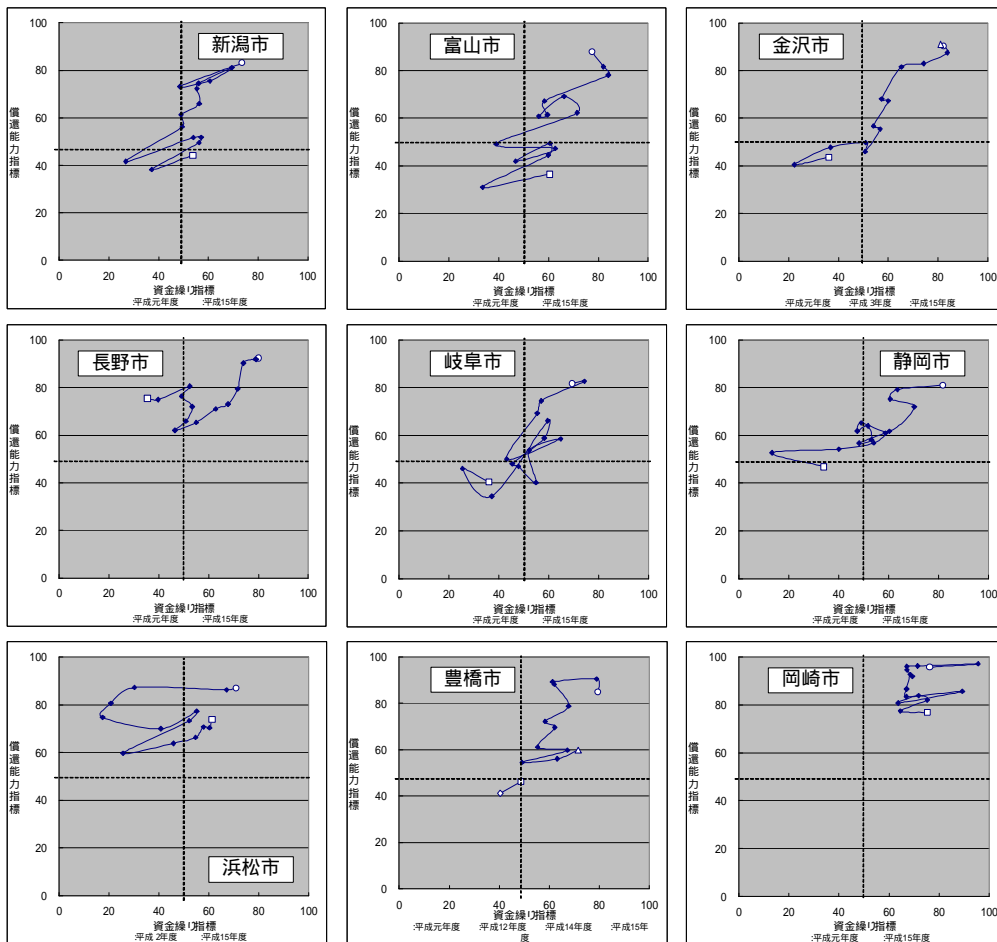 新潟市
償還能力指標
100
80
60
40
20
0
0 20 40 60 80 100
資金繰り指標
:平成元年度 :平成15年度
富山市
償還能力指標
100
80
60
40
20
0
0 20 40 60 80 100
資金繰り指標
:平成元年度 :平成15年度
金沢市
償還能力指標
100
80
60
40
20
0
0 20 40 60 80 100
資金繰り指標
:平成元年度 :平成3年度 :平成15年度
長野市
償還能力指標
100
80
60
40
20
0
0 20 40 60 80 100
資金繰り指標
:平成元年度 :平成15年度
岐阜市
償還能力指標
100
80
60
40
20
0
0 20 40 60 80 100
資金繰り指標
:平成元年度 :平成15年度
静岡市
償還能力指標
100
80
60
40
20
0
0 20 40 60 80 100
資金繰り指標
:平成元年度 :平成15年度
浜松市
償還能力指標
100
80
60
40
20
0
0 20 40 60 80 100
資金繰り指標
:平成2年度 :平成15年度
豊橋市
償還能力指標
100
80
60
40
20
0
0 20 40 60 80 100
資金繰り指標
:平成元年度 :平成12年度 :平成14年度 :平成15年
度
岡崎市
償還能力指標
100
80
60
40
20
0
0 20 40 60 80 100
資金繰り指標
:平成元年度 :平成15年度